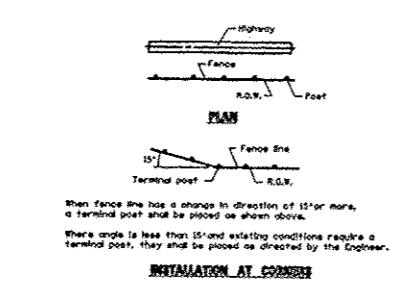 Highway
Fence
R.O.W.
Post
PLAN
Fence line
15°
Terminal post
R.O.W.
When fence line has a change in direction of 15° or more,
a terminal post shall be placed as shown above.
Where angle is less than 15° and existing conditions require a
terminal post, they shall be placed as directed by the Engineer.
INSTALLATION AT CORNERS